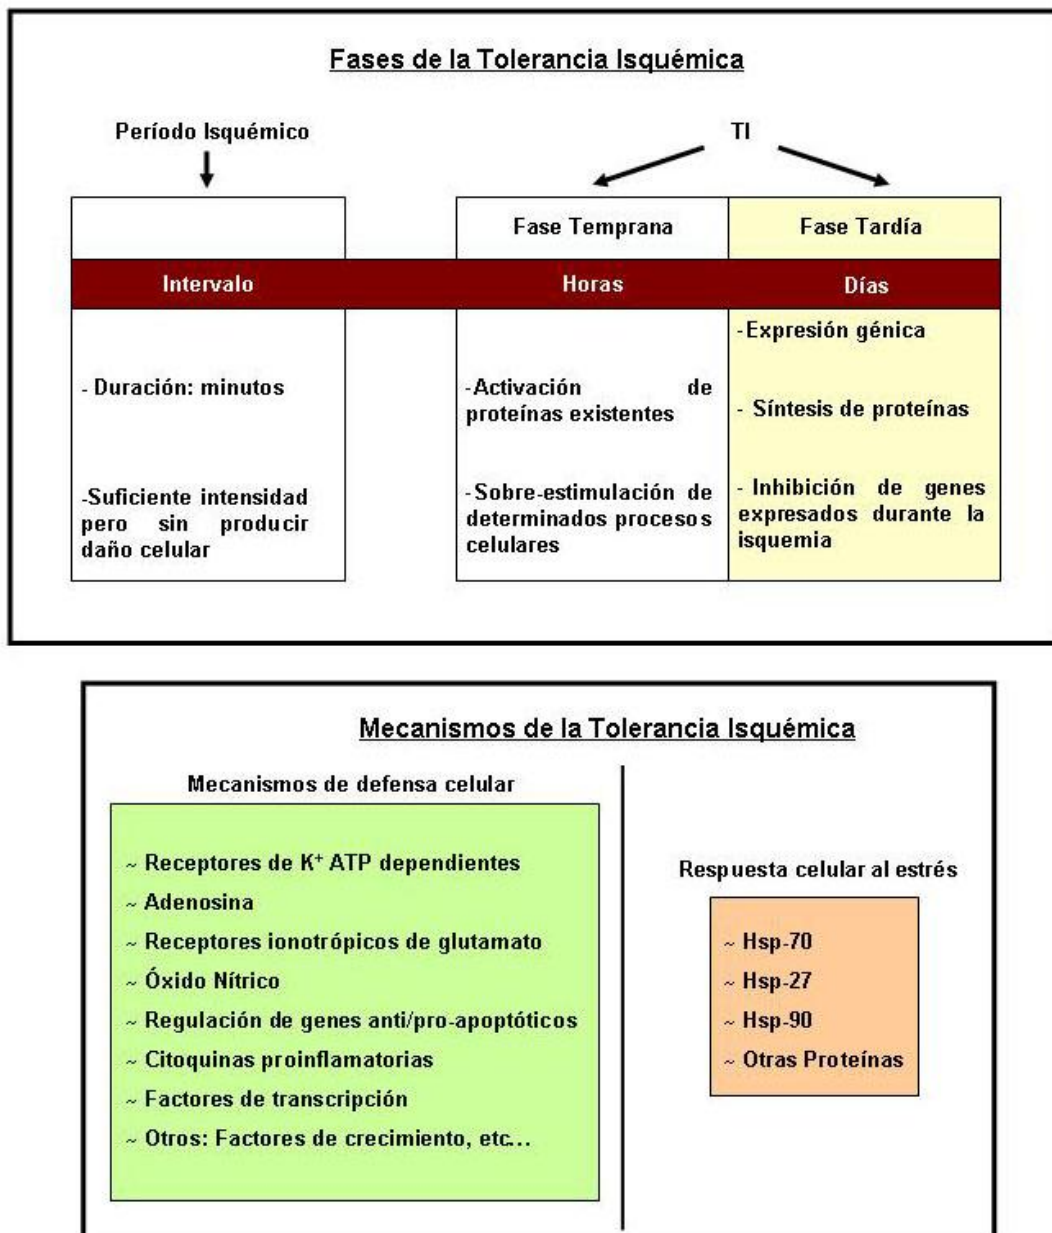 Fases de la Tolerancia Isquémica
Período Isquémico
TI
Fase Temprana
Fase Tardía
Intervalo
Horas
Días
- Duración: minutos
-Suficiente intensidad
pero sin producir
daño celular
-Activación de
proteínas existentes
-Sobre-estimulación de
determinados procesos
celulares
-Expresión génica
- Síntesis de proteínas
- Inhibición de genes
expresados durante la
isquemia
Mecanismos de la Tolerancia Isquémica
Mecanismos de defensa celular
~ Receptores de K⁺ ATP dependientes
~ Adenosina
~ Receptores ionotrópicos de glutamato
~ Óxido Nítrico
~ Regulación de genes anti/pro-apoptóticos
~ Citoquinas proinflamatorias
~ Factores de transcripción
~ Otros: Factores de crecimiento, etc...
Respuesta celular al estrés
~ Hsp-70
~ Hsp-27
~ Hsp-90
~ Otras Proteínas